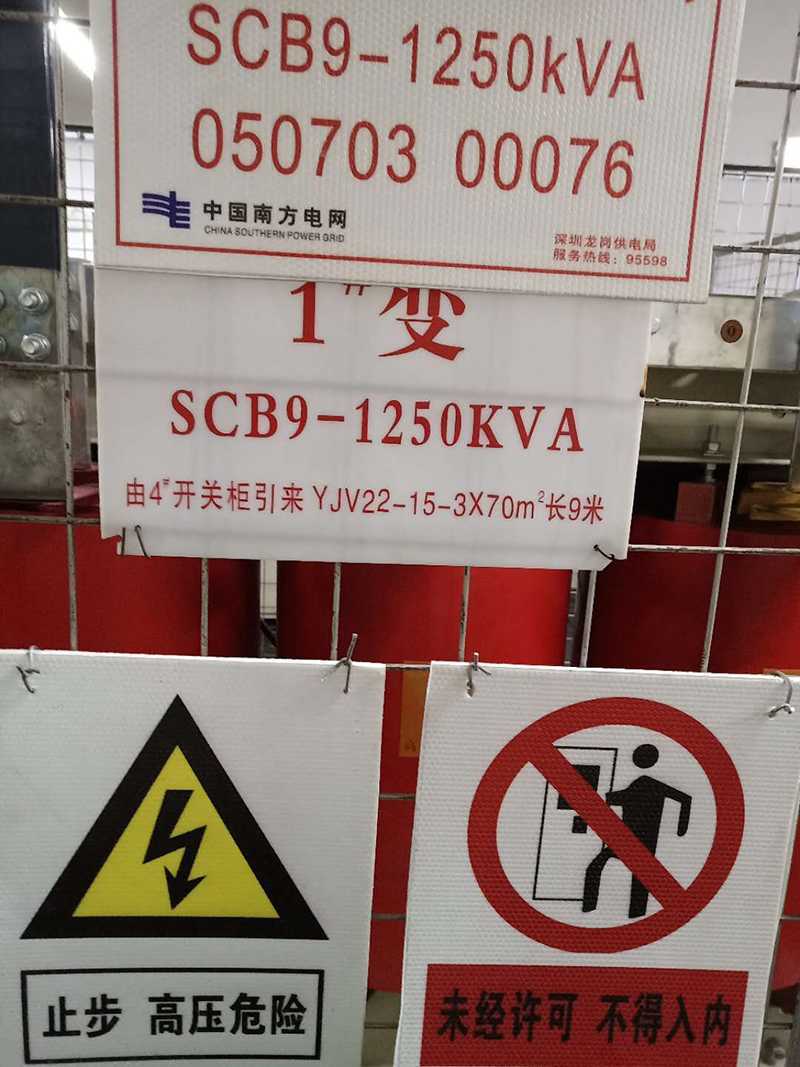 SCB9-1250kVA
050703 00076
中国南方电网
CHINA SOUTHERN POWER GRID
深圳龙岗供电局
服务热线：95598
1#变
SCB9-1250KVA
由4#开关柜引来 YJV22-15-3X70m²长9米
止步 高压危险
未经许可 不得入内